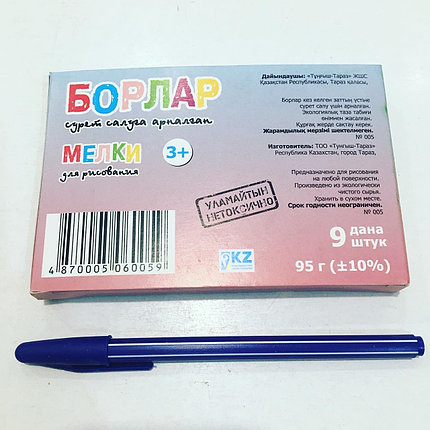 БОРЛАР
сурет салуға арналған
МЕЛКИ
для рисования
3+
Дайындаушы: «Тұңғыш-Тараз» ЖШС
Қазақстан Республикасы, Тараз қаласы,
Борлар кез келген заттың үстіне
сурет салу үшін арналған.
Экологиялық таза табиғи
өнімнен жасалған.
Құрғақ жерде сақтау керек.
Жарамдылық мерзімі шектелмеген.
№ 005
Изготовитель: ТОО «Тунгыш-Тараз»
Республика Казахстан, город Тараз,
Предназначено для рисования
на любой поверхности.
Произведено из экологически
чистого сырья.
Хранить в сухом месте.
Срок годности неограничен.
№ 005
УЛАМАЙТЫН
НЕТОКСИЧНО
4 870005 060059
KZ
9 дана
штук
95 г (±10%)